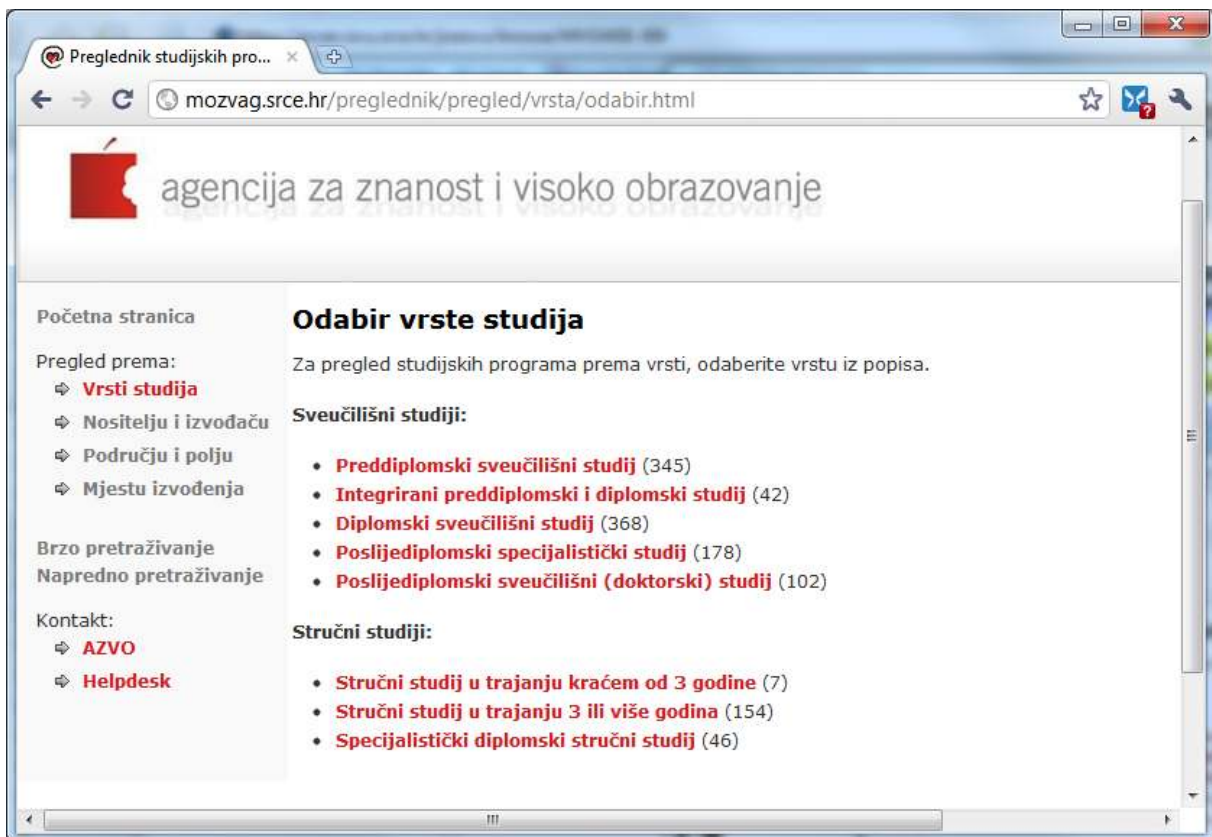 Preglednik studijskih pro...
mozvag.srce.hr/preglednik/pregled/vrsta/odabir.html
agencija za znanost i visoko obrazovanje
Početna stranica
Pregled prema:
Vrsti studija
Nositelju i izvođaču
Području i polju
Mjestu izvođenja
Brzo pretraživanje
Napredno pretraživanje
Kontakt:
AZVO
Helpdesk
Odabir vrste studija
Za pregled studijskih programa prema vrsti, odaberite vrstu iz popisa.
Sveučilišni studiji:
• Preddiplomski sveučilišni studij (345)
• Integrirani preddiplomski i diplomski studij (42)
• Diplomski sveučilišni studij (368)
• Poslijediplomski specijalistički studij (178)
• Poslijediplomski sveučilišni (doktorski) studij (102)
Stručni studiji:
• Stručni studij u trajanju kraćem od 3 godine (7)
• Stručni studij u trajanju 3 ili više godina (154)
• Specijalistički diplomski stručni studij (46)